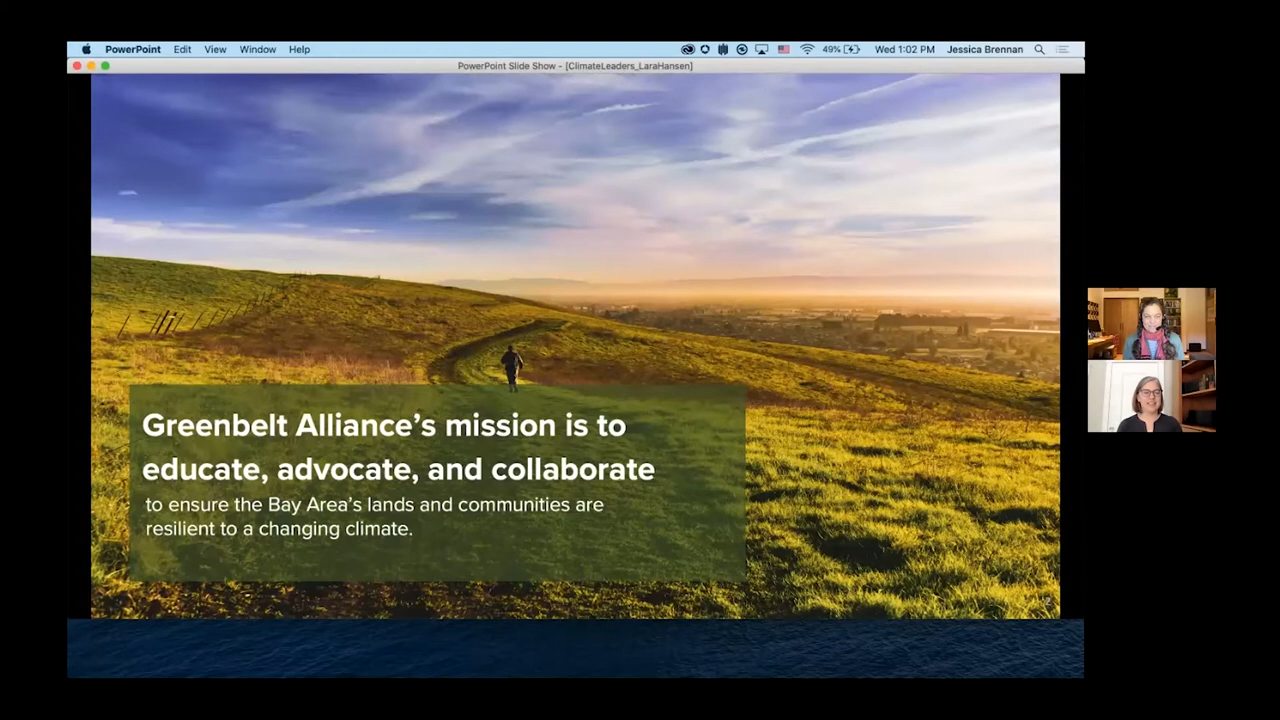 PowerPoint Edit View Window Help 49% Wed 1:02 PM Jessica Brennan
PowerPoint Slide Show - [ClimateLeaders_LaraHansen]
Greenbelt Alliance’s mission is to
educate, advocate, and collaborate
to ensure the Bay Area’s lands and communities are
resilient to a changing climate.